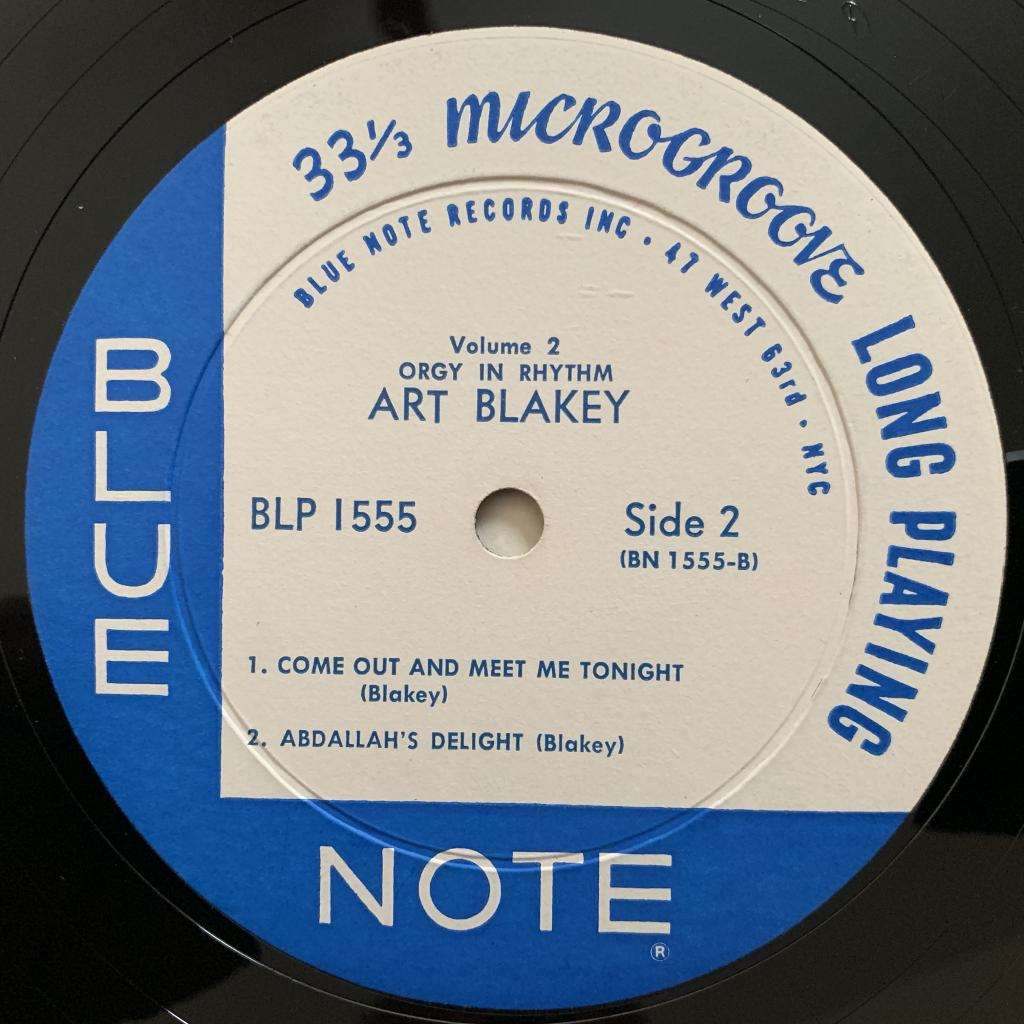 33⅓ MICROGROOVE LONG PLAYING
BLUE NOTE RECORDS INC • 47 WEST 63rd • NYC
Volume 2
ORGY IN RHYTHM
ART BLAKEY
BLP 1555
Side 2
(BN 1555-B)
1. COME OUT AND MEET ME TONIGHT
(Blakey)
2. ABDALLAH'S DELIGHT (Blakey)
BLUE
NOTE
®